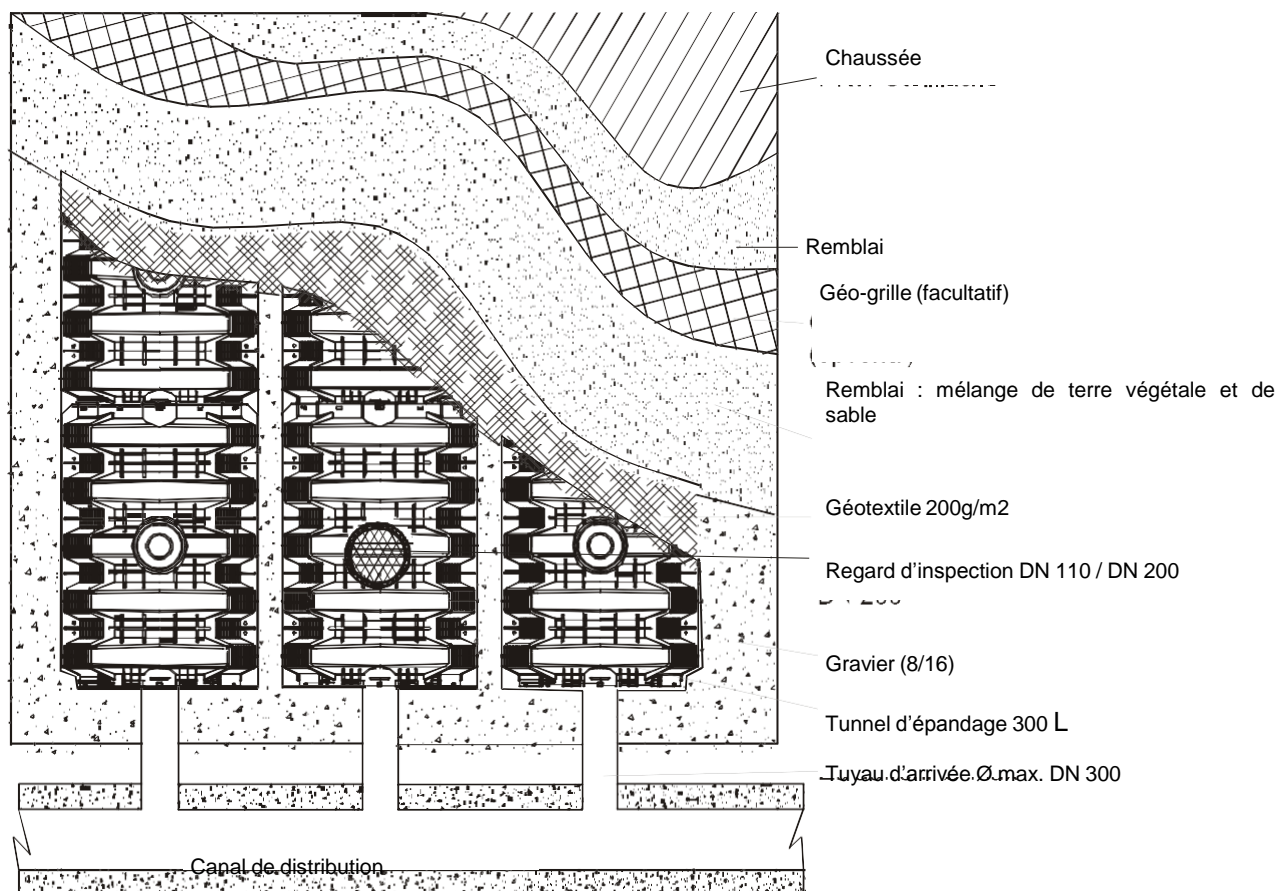 Chaussée
Remblai
Géo-grille (facultatif)
Remblai : mélange de terre végétale et de
sable
Géotextile 200g/m2
Regard d'inspection DN 110 / DN 200
Gravier (8/16)
Tunnel d'épandage 300 L
Tuyau d'arrivée Ø max. DN 300
Canal de distribution